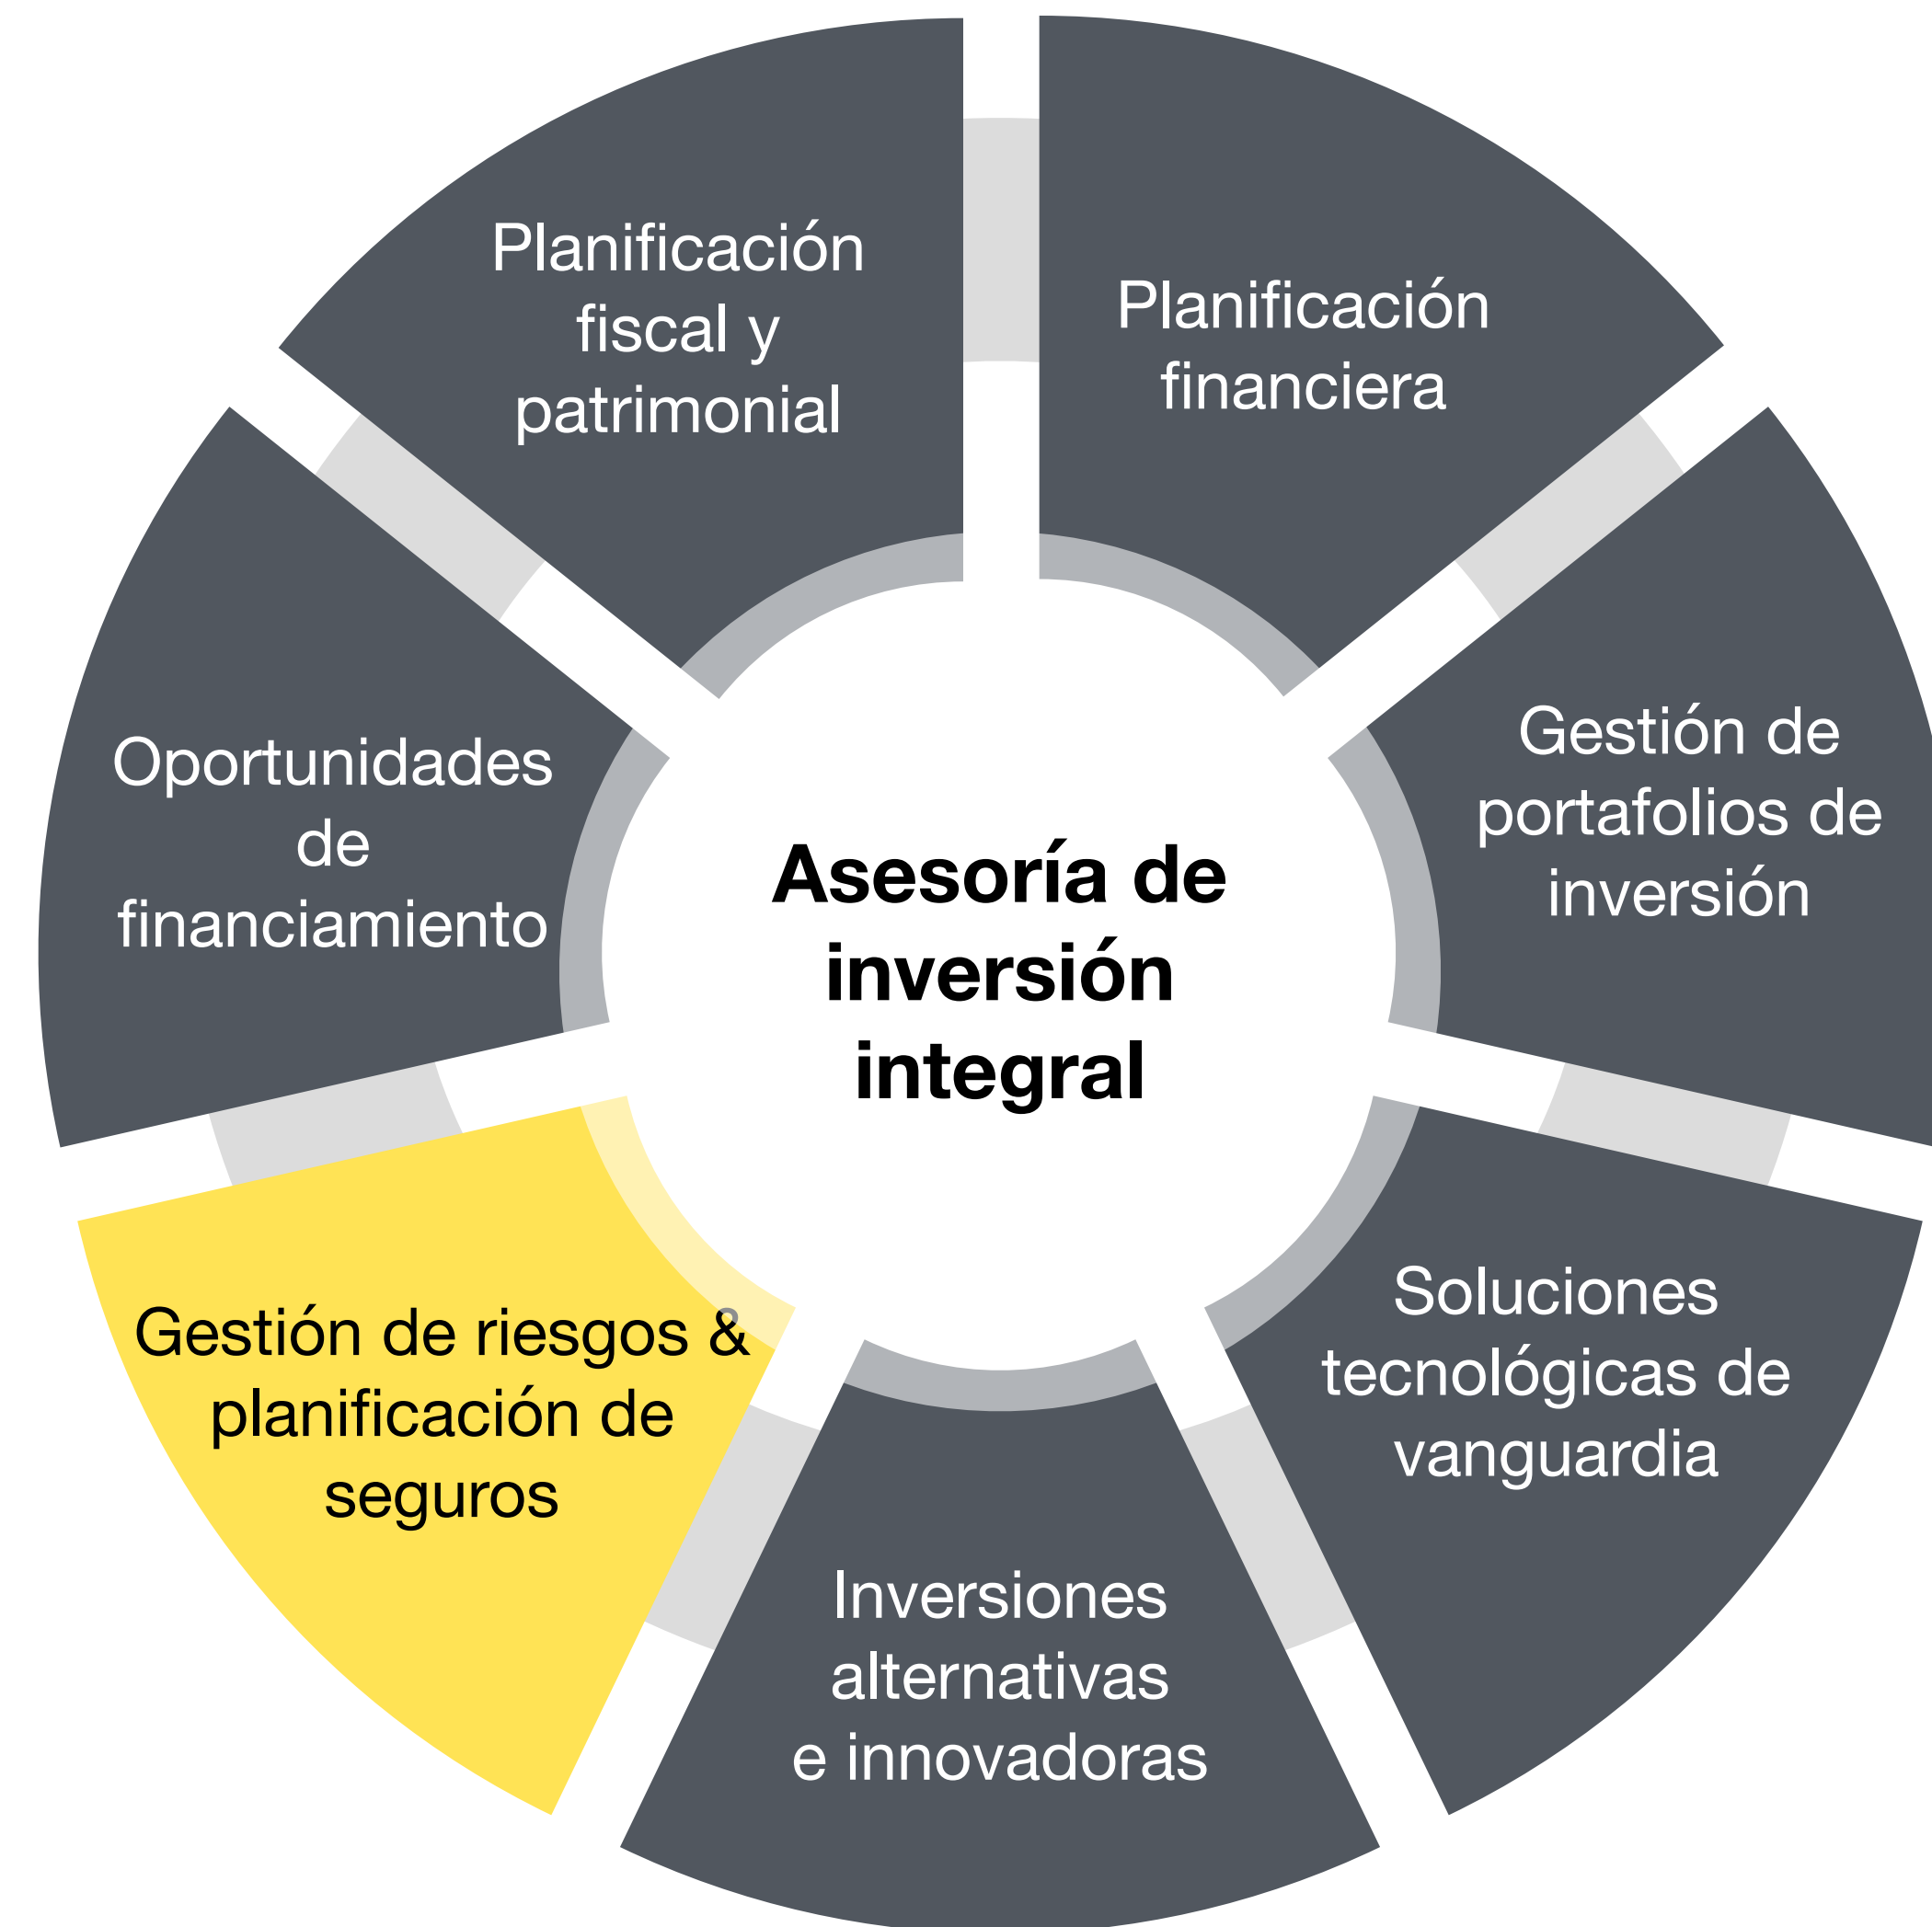 Planificación
fiscal y
patrimonial
Planificación
financiera
Gestión de
portafolios de
inversión
Soluciones
tecnológicas de
vanguardia
Inversiones
alternativas
e innovadoras
Gestión de riesgos &
planificación de
seguros
Oportunidades
de
financiamiento
Asesoría de
inversión
integral